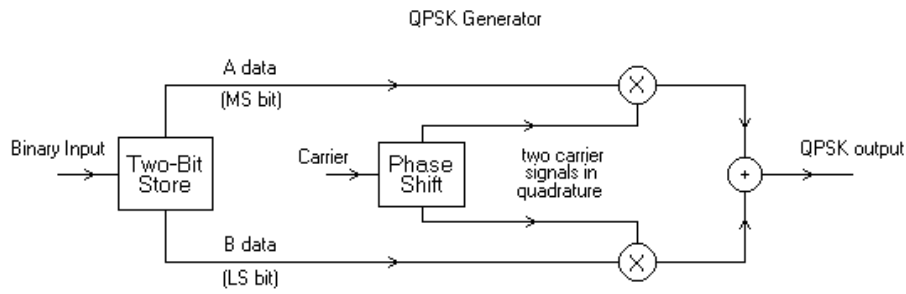 QPSK Generator
A data
(MS bit)
Binary Input
Two-Bit
Store
Carrier
Phase
Shift
two carrier
signals in
quadrature
X
X
+
QPSK output
B data
(LS bit)